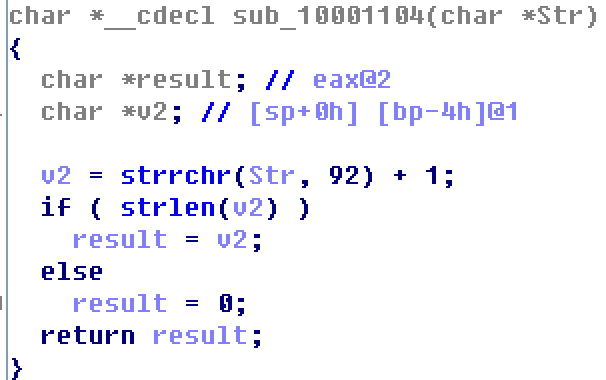 char *__cdecl sub_10001104(char *Str)
{
  char *result; // eax@2
  char *v2; // [sp+0h] [bp-4h]@1

  v2 = strrchr(Str, 92) + 1;
  if ( strlen(v2) )
    result = v2;
  else
    result = 0;
  return result;
}